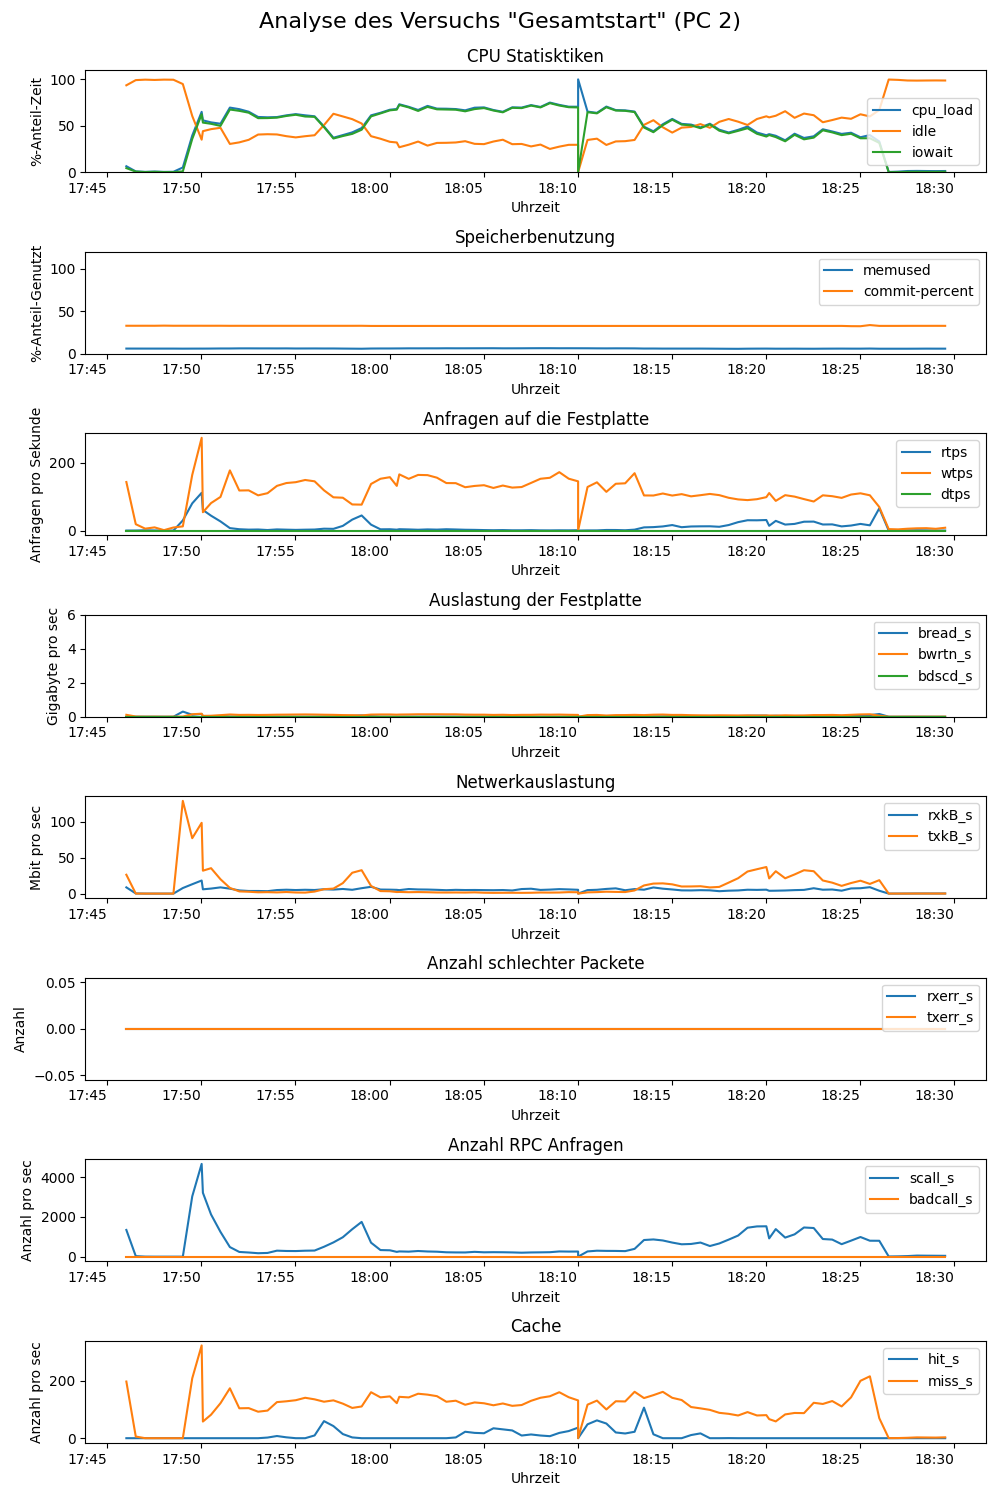 Analyse des Versuchs "Gesamtstart" (PC 2)
CPU Statisktiken
%-Anteil-Zeit
100
50
0
cpu_load
idle
iowait
17:45 17:50 17:55 18:00 18:05 18:10 18:15 18:20 18:25 18:30
Uhrzeit
Speicherbenutzung
%-Anteil-Genutzt
100
50
0
memused
commit-percent
17:45 17:50 17:55 18:00 18:05 18:10 18:15 18:20 18:25 18:30
Uhrzeit
Anfragen auf die Festplatte
Anfragen pro Sekunde
200
0
rtps
wtps
dtps
17:45 17:50 17:55 18:00 18:05 18:10 18:15 18:20 18:25 18:30
Uhrzeit
Auslastung der Festplatte
Gigabyte pro sec
6
4
2
0
bread_s
bwrtn_s
bdscd_s
17:45 17:50 17:55 18:00 18:05 18:10 18:15 18:20 18:25 18:30
Uhrzeit
Netwerkauslastung
Mbit pro sec
100
50
0
rxkB_s
txkB_s
17:45 17:50 17:55 18:00 18:05 18:10 18:15 18:20 18:25 18:30
Uhrzeit
Anzahl schlechter Packete
Anzahl
0.05
0.00
−0.05
rxerr_s
txerr_s
17:45 17:50 17:55 18:00 18:05 18:10 18:15 18:20 18:25 18:30
Uhrzeit
Anzahl RPC Anfragen
Anzahl pro sec
4000
2000
0
scall_s
badcall_s
17:45 17:50 17:55 18:00 18:05 18:10 18:15 18:20 18:25 18:30
Uhrzeit
Cache
Anzahl pro sec
200
0
hit_s
miss_s
17:45 17:50 17:55 18:00 18:05 18:10 18:15 18:20 18:25 18:30
Uhrzeit